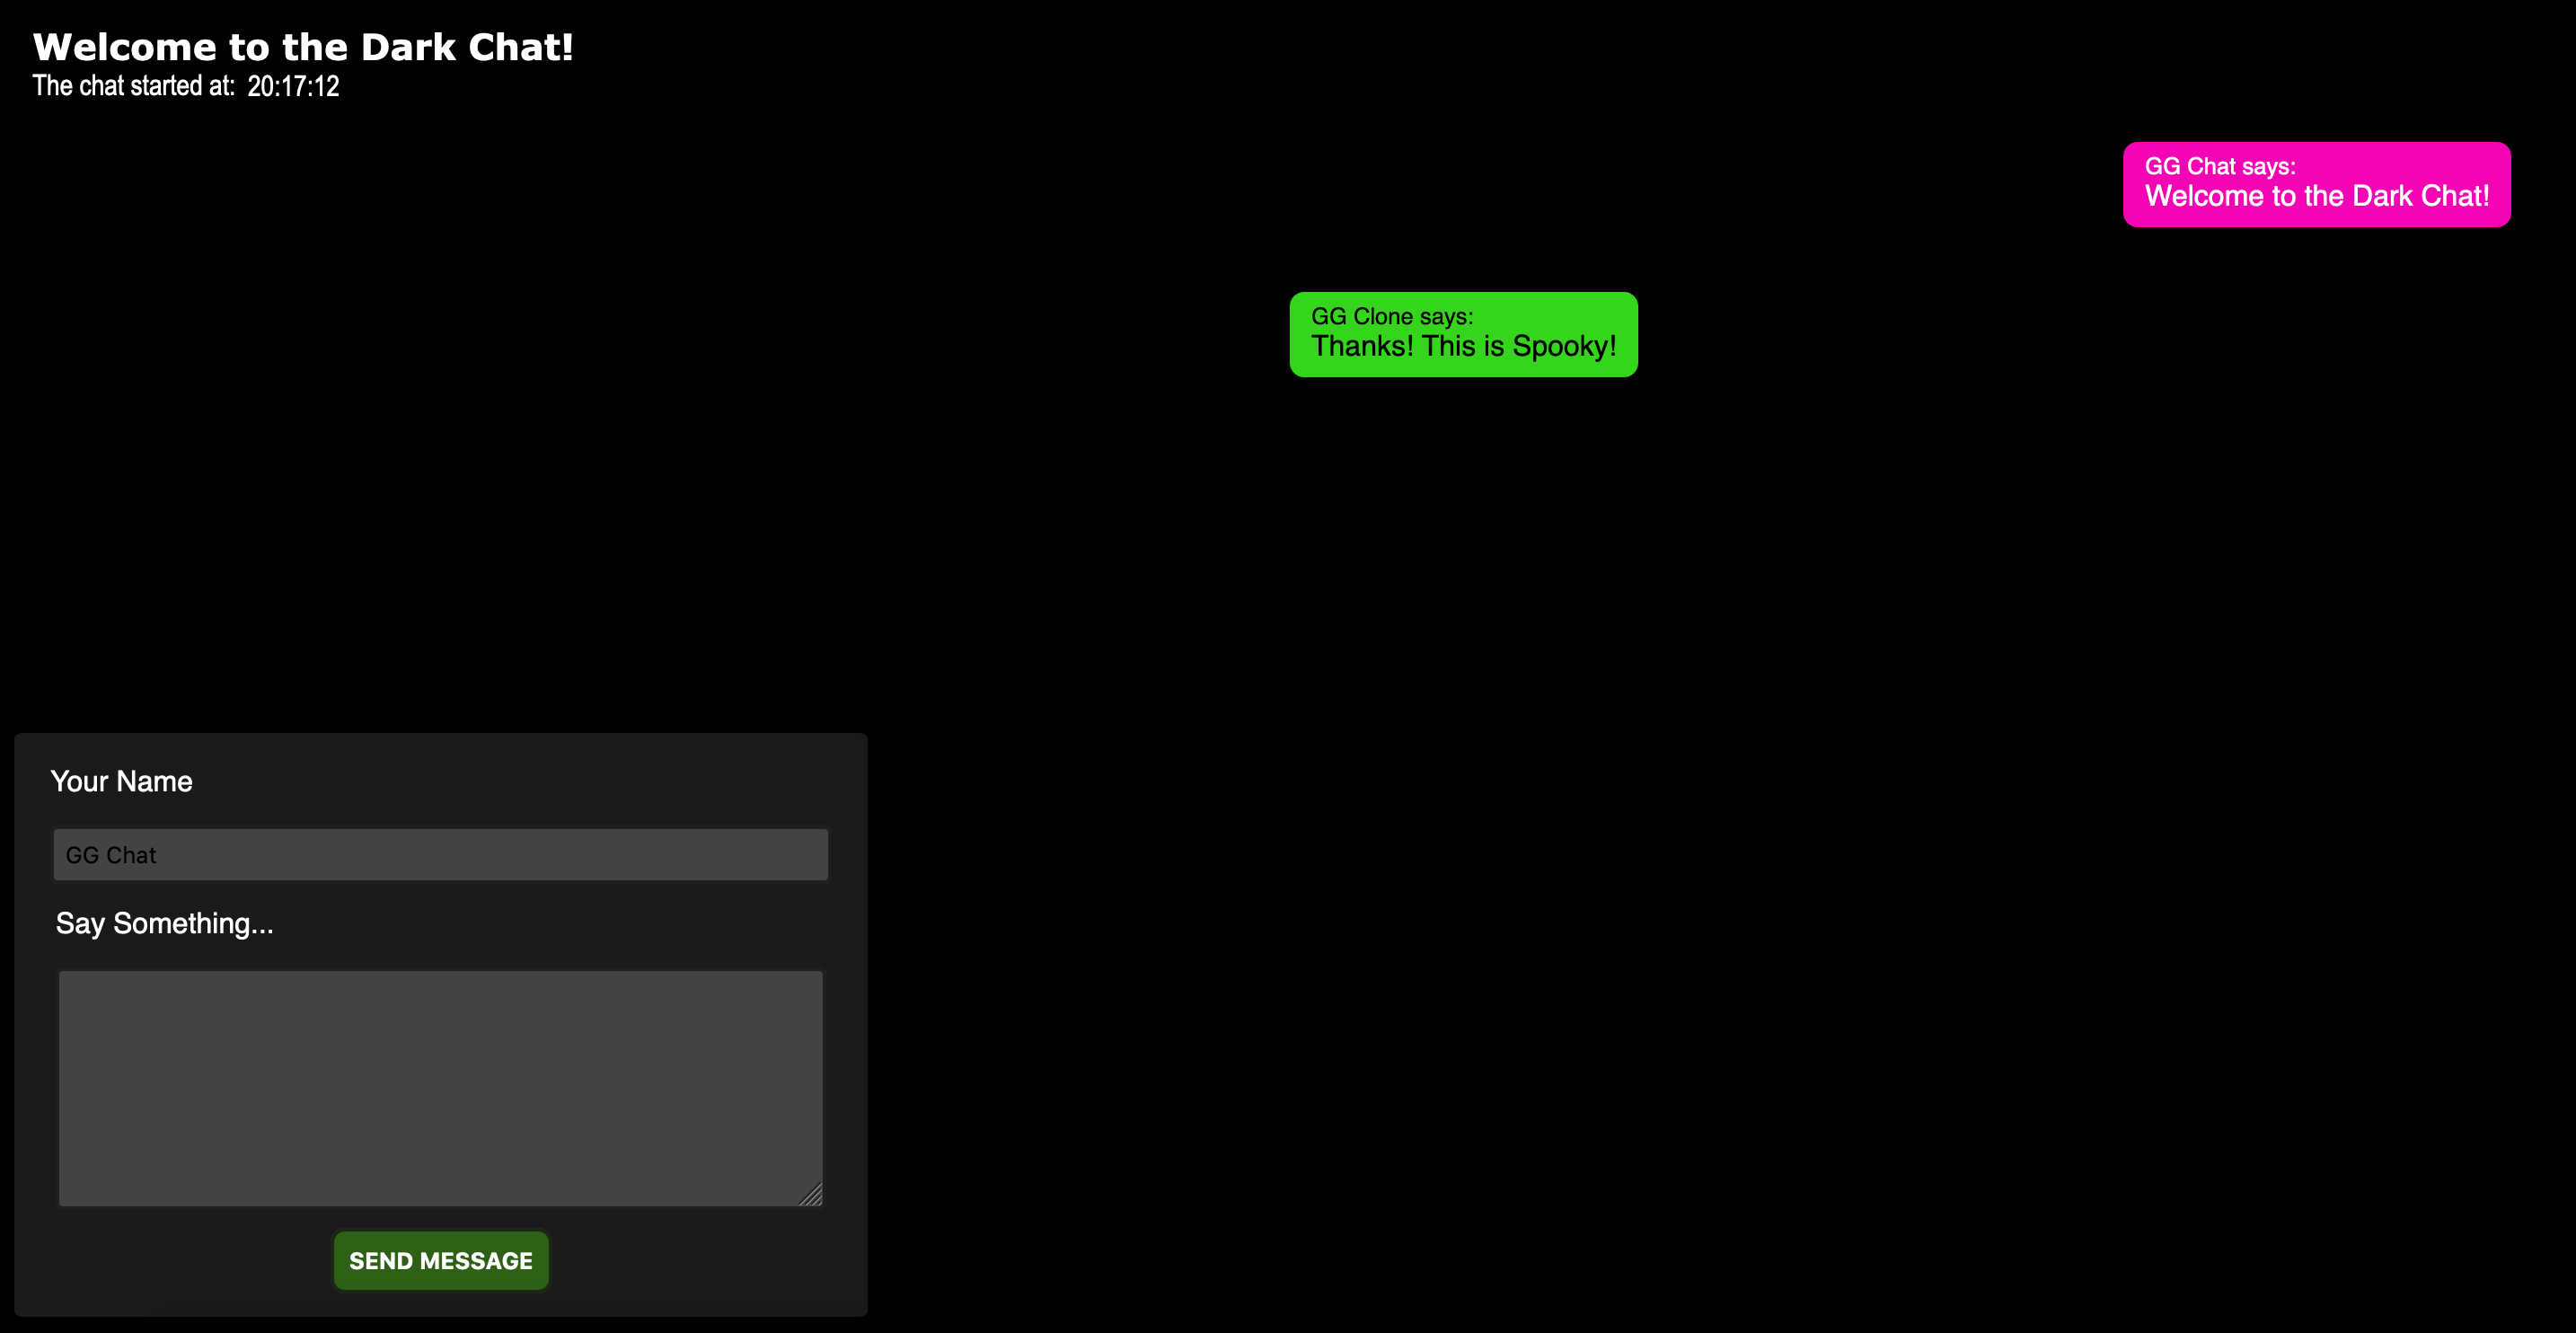 Welcome to the Dark Chat!
The chat started at: 20:17:12
GG Chat says:
Welcome to the Dark Chat!
GG Clone says:
Thanks! This is Spooky!
Your Name
GG Chat
Say Something...
SEND MESSAGE